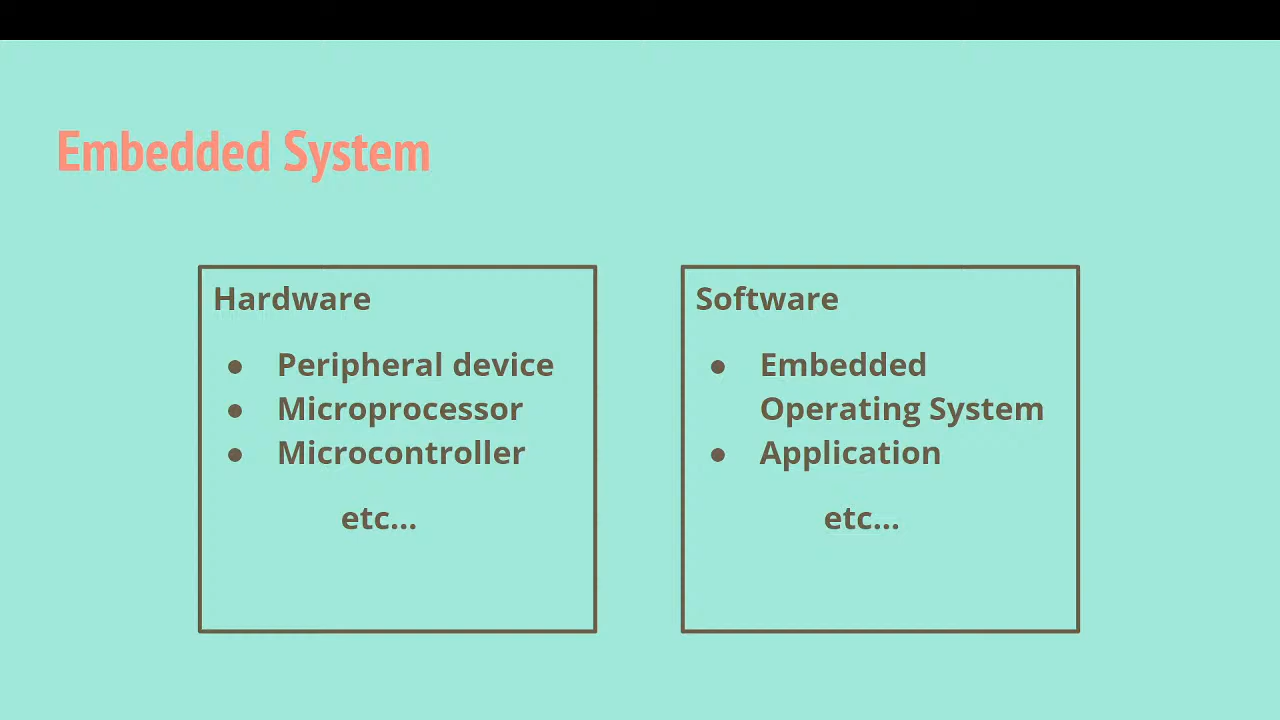 Embedded System
Hardware
● Peripheral device
● Microprocessor
● Microcontroller
etc...
Software
● Embedded
Operating System
● Application
etc...